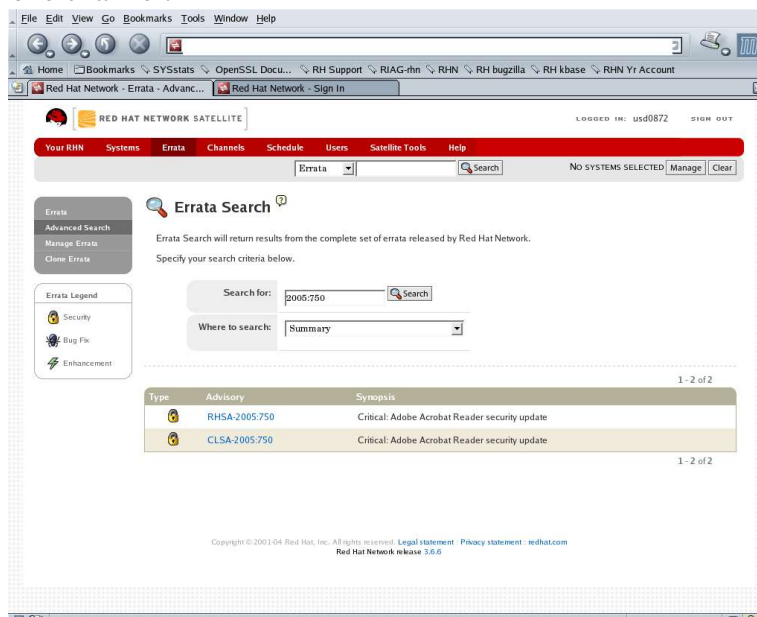 File Edit View Go Bookmarks Tools Window Help
Home Bookmarks SYSstats OpenSSL Docu... RH Support RIAG-rhn RHN RH bugzilla RH kbase RHN Yr Account
Red Hat Network - Errata - Advanc... Red Hat Network - Sign In
RED HAT NETWORK SATELLITE
LOGGED IN: usd0872 SIGN OUT
Your RHN Systems Errata Channels Schedule Users Satellite Tools Help
Errata Search NO SYSTEMS SELECTED Manage Clear
Errata
Advanced Search
Manage Errata
Clone Errata
Errata Legend
Security
Bug Fix
Enhancement
Errata Search ?
Errata Search will return results from the complete set of errata released by Red Hat Network.
Specify your search criteria below.
Search for: 2005:750 Search
Where to search: Summary
1 - 2 of 2
Type Advisory Synopsis
RHSA-2005:750 Critical: Adobe Acrobat Reader security update
CLSA-2005:750 Critical: Adobe Acrobat Reader security update
1 - 2 of 2
Copyright © 2001-04 Red Hat, Inc. All rights reserved. Legal statement : Privacy statement : redhat.com
Red Hat Network release 3.6.6